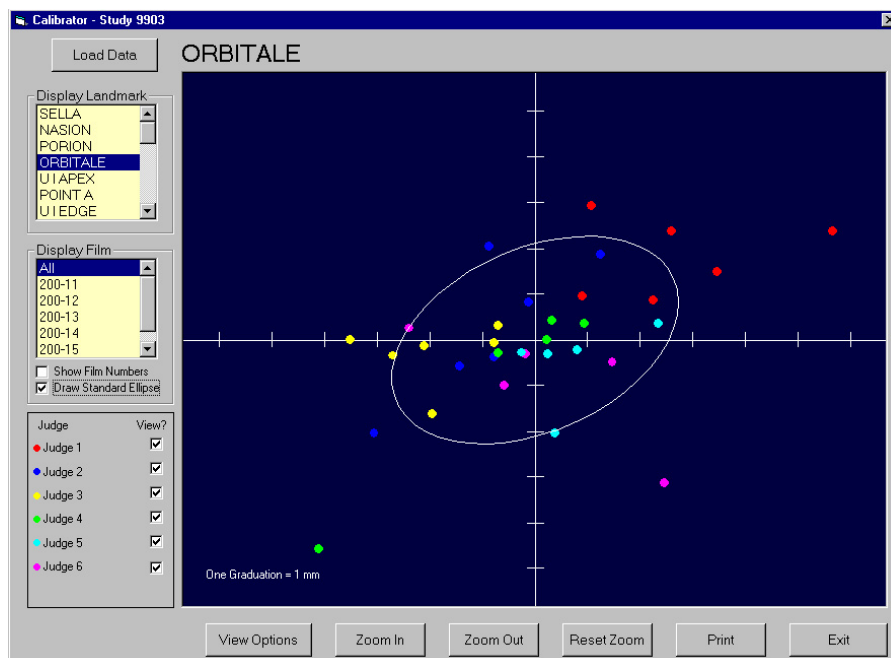 Calibrator - Study 9903
Load Data
ORBITALE
Display Landmark
SELLA
NASION
PORION
ORBITALE
U1APEX
POINT A
U1EDGE
Display Film
All
200-11
200-12
200-13
200-14
200-15
Show Film Numbers
Draw Standard Ellipse
Judge View?
Judge 1
Judge 2
Judge 3
Judge 4
Judge 5
Judge 6
One Graduation = 1 mm
View Options Zoom In Zoom Out Reset Zoom Print Exit